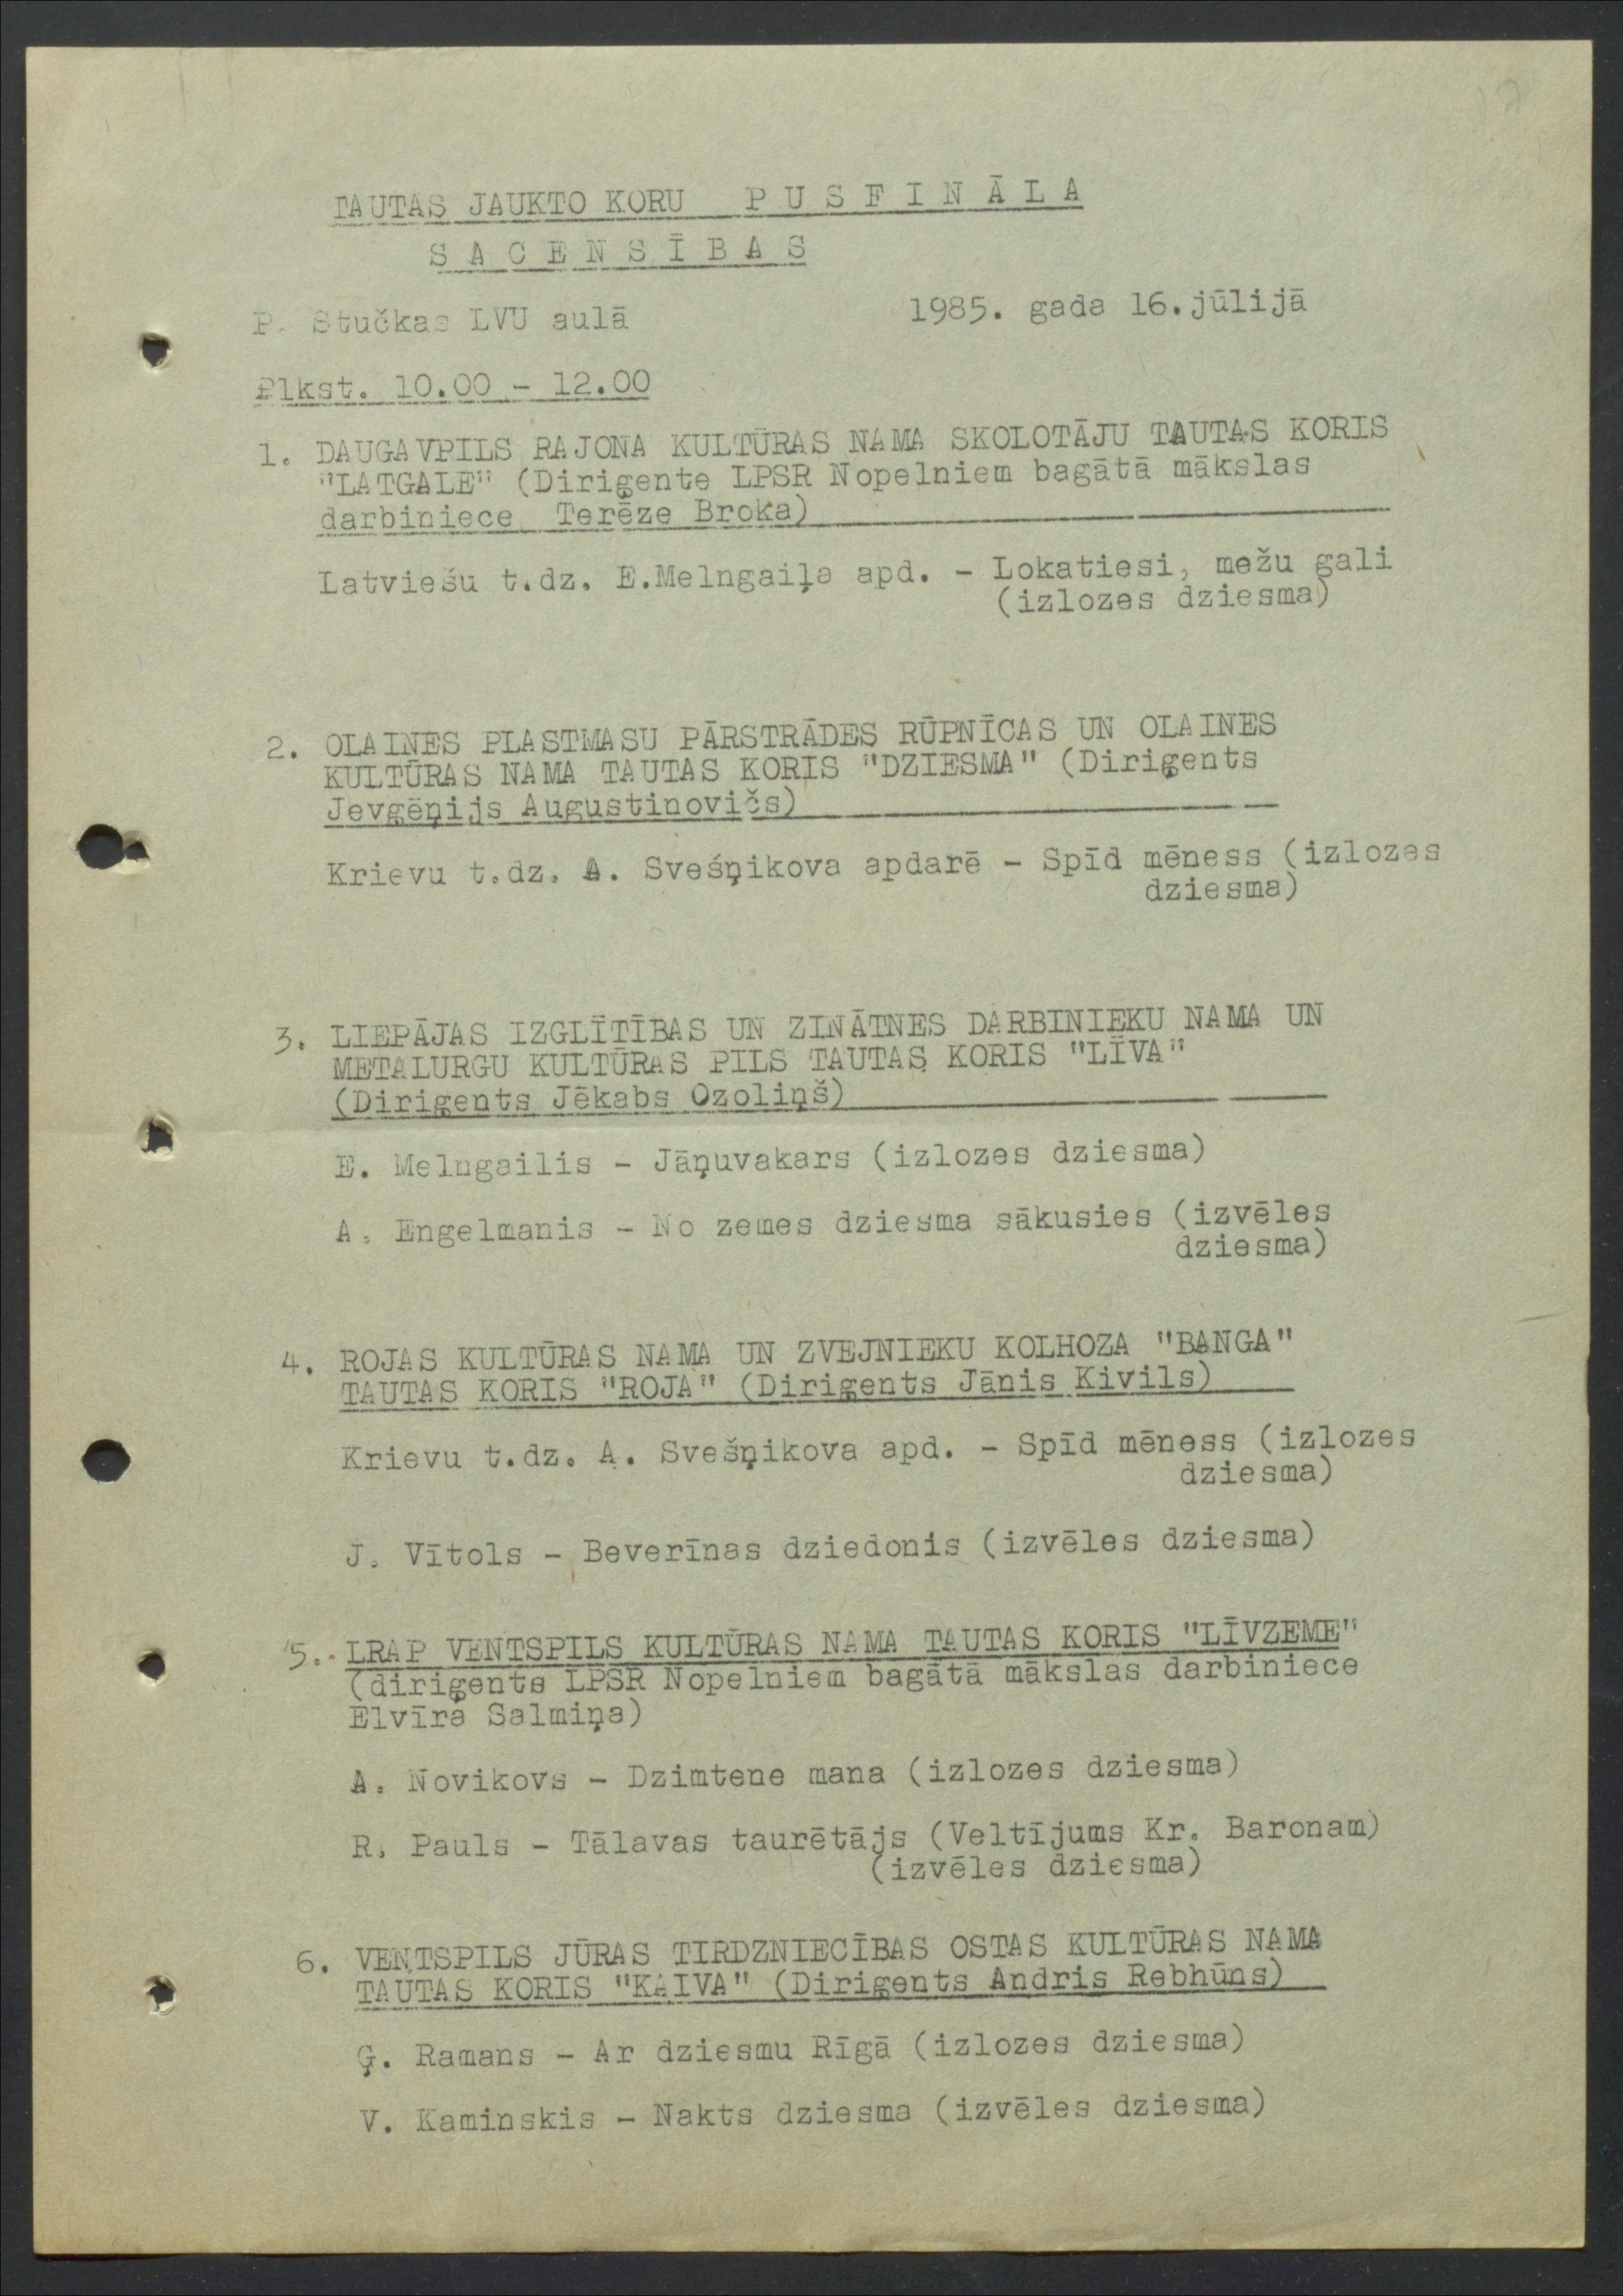 TAUTAS JAUKTO KORU P U S F I N Ā L A
S A C E N S Ī B A S
P. Stučkas LVU aulā 1985. gada 16.jūlijā
Plkst. 10.00 - 12.00
1. DAUGAVPILS RAJONA KULTŪRAS NAMA SKOLOTĀJU TAUTAS KORIS
"LATGALE" (Diriģente LPSR Nopelniem bagātā mākslas
darbiniece Terēze Broka)
Latviešu t.dz. E.Melngaiļa apd. - Lokatiesi, mežu gali
(izlozes dziesma)
2. OLAINES PLASTMASU PĀRSTRĀDES RŪPNĪCAS UN OLAINES
KULTŪRAS NAMA TAUTAS KORIS "DZIESMA" (Diriģents
Jevgēņijs Augustinovičs)
Krievu t.dz. A. Svešņikova apdarē - Spīd mēness (izlozes
dziesma)
3. LIEPĀJAS IZGLĪTĪBAS UN ZINĀTNES DARBINIEKU NAMA UN
METALURGU KULTŪRAS PILS TAUTAS KORIS "LĪVA"
(Diriģents Jēkabs Ozoliņš)
E. Melngailis - Jāņuvakars (izlozes dziesma)
A. Engelmanis - No zemes dziesma sākusies (izvēles
dziesma)
4. ROJAS KULTŪRAS NAMA UN ZVEJNIEKU KOLHOZA "BANGA"
TAUTAS KORIS "ROJA" (Diriģents Jānis Kivils)
Krievu t.dz. A. Svešņikova apd. - Spīd mēness (izlozes
dziesma)
J. Vītols - Beverīnas dziedonis (izvēles dziesma)
5. LRAP VENTSPILS KULTŪRAS NAMA TAUTAS KORIS "LĪVZEME"
(diriģente LPSR Nopelniem bagātā mākslas darbiniece
Elvīra Salmiņa)
A. Novikovs - Dzimtene mana (izlozes dziesma)
R. Pauls - Tālavas taurētājs (Veltījums Kr. Baronam)
(izvēles dziesma)
6. VENTSPILS JŪRAS TIRDZNIECĪBAS OSTAS KULTŪRAS NAMA
TAUTAS KORIS "KAIVA" (Diriģents Andris Rebhūns)
Ģ. Ramans - Ar dziesmu Rīgā (izlozes dziesma)
V. Kaminskis - Nakts dziesma (izvēles dziesma)